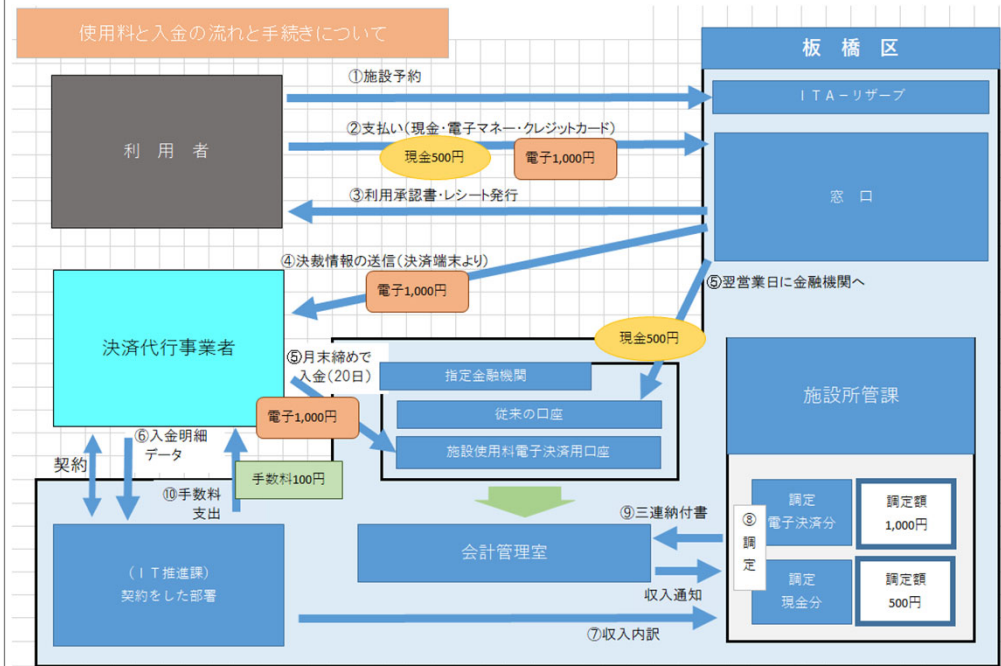 使用料と入金の流れと手続きについて
板橋区
ITA－リザーブ
①施設予約
利用者
②支払い(現金・電子マネー・クレジットカード)
現金500円
電子1,000円
③利用承認書・レシート発行
窓口
④決裁情報の送信(決済端末より)
電子1,000円
⑤翌営業日に金融機関へ
現金500円
決済代行事業者
⑤月末締めで
入金(20日)
電子1,000円
指定金融機関
従来の口座
施設使用料電子決済用口座
施設所管課
契約
⑥入金明細
データ
⑩手数料
支出
手数料100円
⑨三連納付書
会計管理室
収入通知
⑧
調
定
調定
電子決済分
調定額
1,000円
調定
現金分
調定額
500円
(IT推進課)
契約をした部署
⑦収入内訳